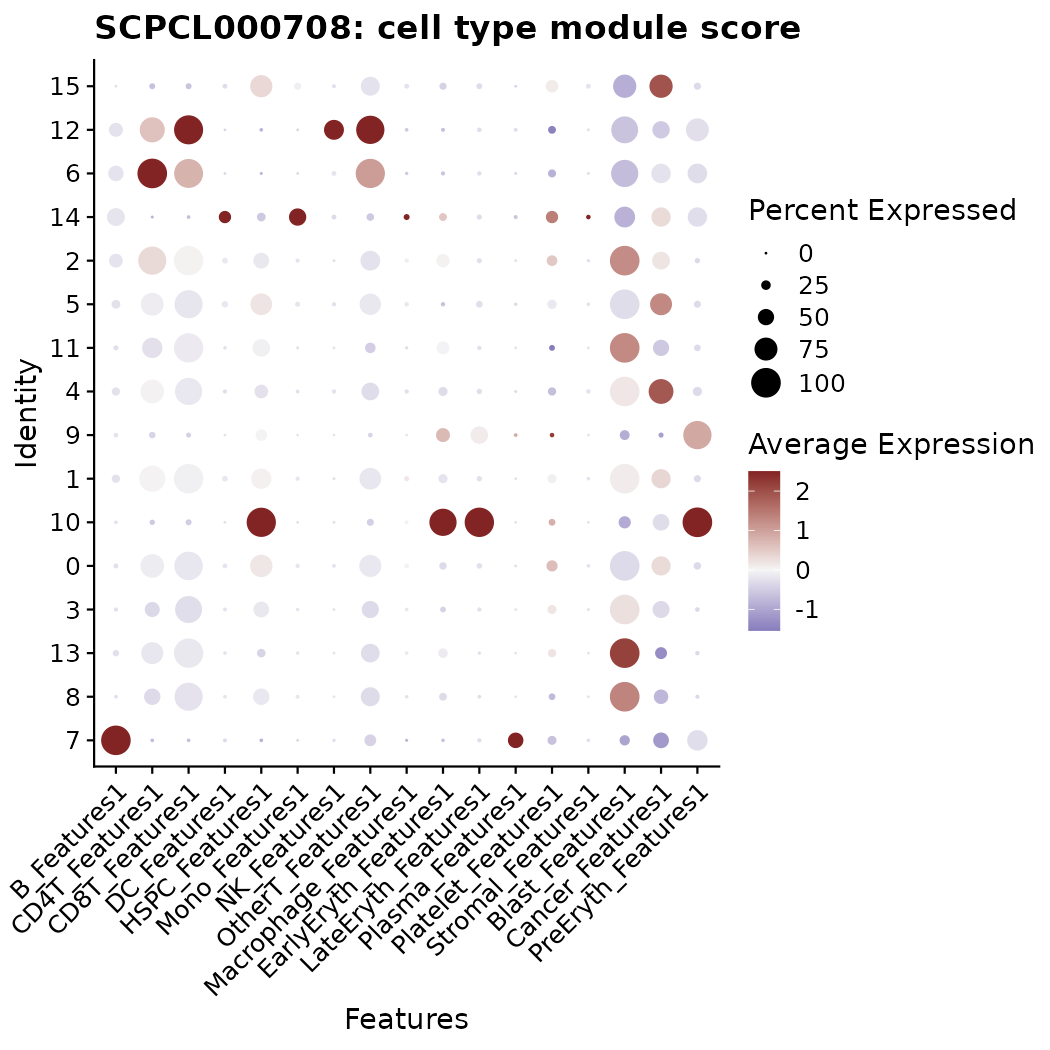 SCPCL000708: cell type module score
Identity
15
12
6
14
2
5
11
4
9
1
10
0
3
13
8
7
B_Features1
CD4T_Features1
CD8T_Features1
DC_Features1
HSPC_Features1
Mono_Features1
NK_Features1
OtherT_Features1
Macrophage_Features1
EarlyEryth_Features1
LateEryth_Features1
Plasma_Features1
Platelet_Features1
Stromal_Features1
Blast_Features1
Cancer_Features1
PreEryth_Features1
Features
Percent Expressed
0
25
50
75
100
Average Expression
2
1
0
-1